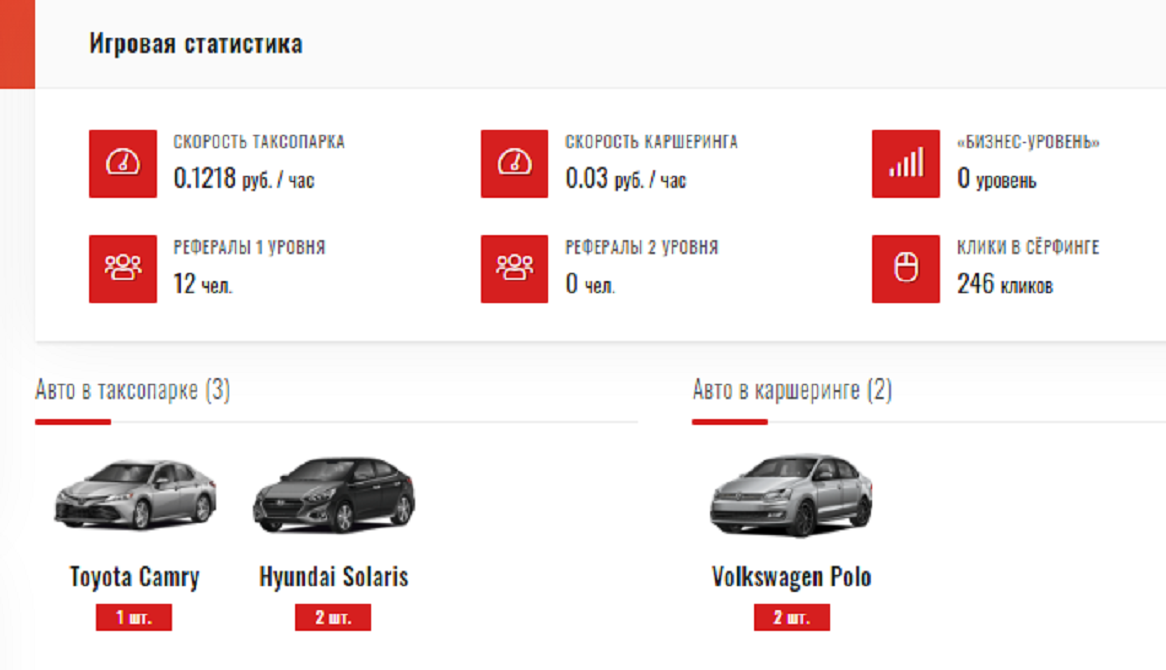 Игровая статистика
СКОРОСТЬ ТАКСОПАРКА
0.1218 руб. / час
СКОРОСТЬ КАРШЕРИНГА
0.03 руб. / час
«БИЗНЕС-УРОВЕНЬ»
0 уровень
РЕФЕРАЛЫ 1 УРОВНЯ
12 чел.
РЕФЕРАЛЫ 2 УРОВНЯ
0 чел.
КЛИКИ В СЁРФИНГЕ
246 кликов
Авто в таксопарке (3)
Авто в каршеринге (2)
Toyota Camry
1 шт.
Hyundai Solaris
2 шт.
Volkswagen Polo
2 шт.